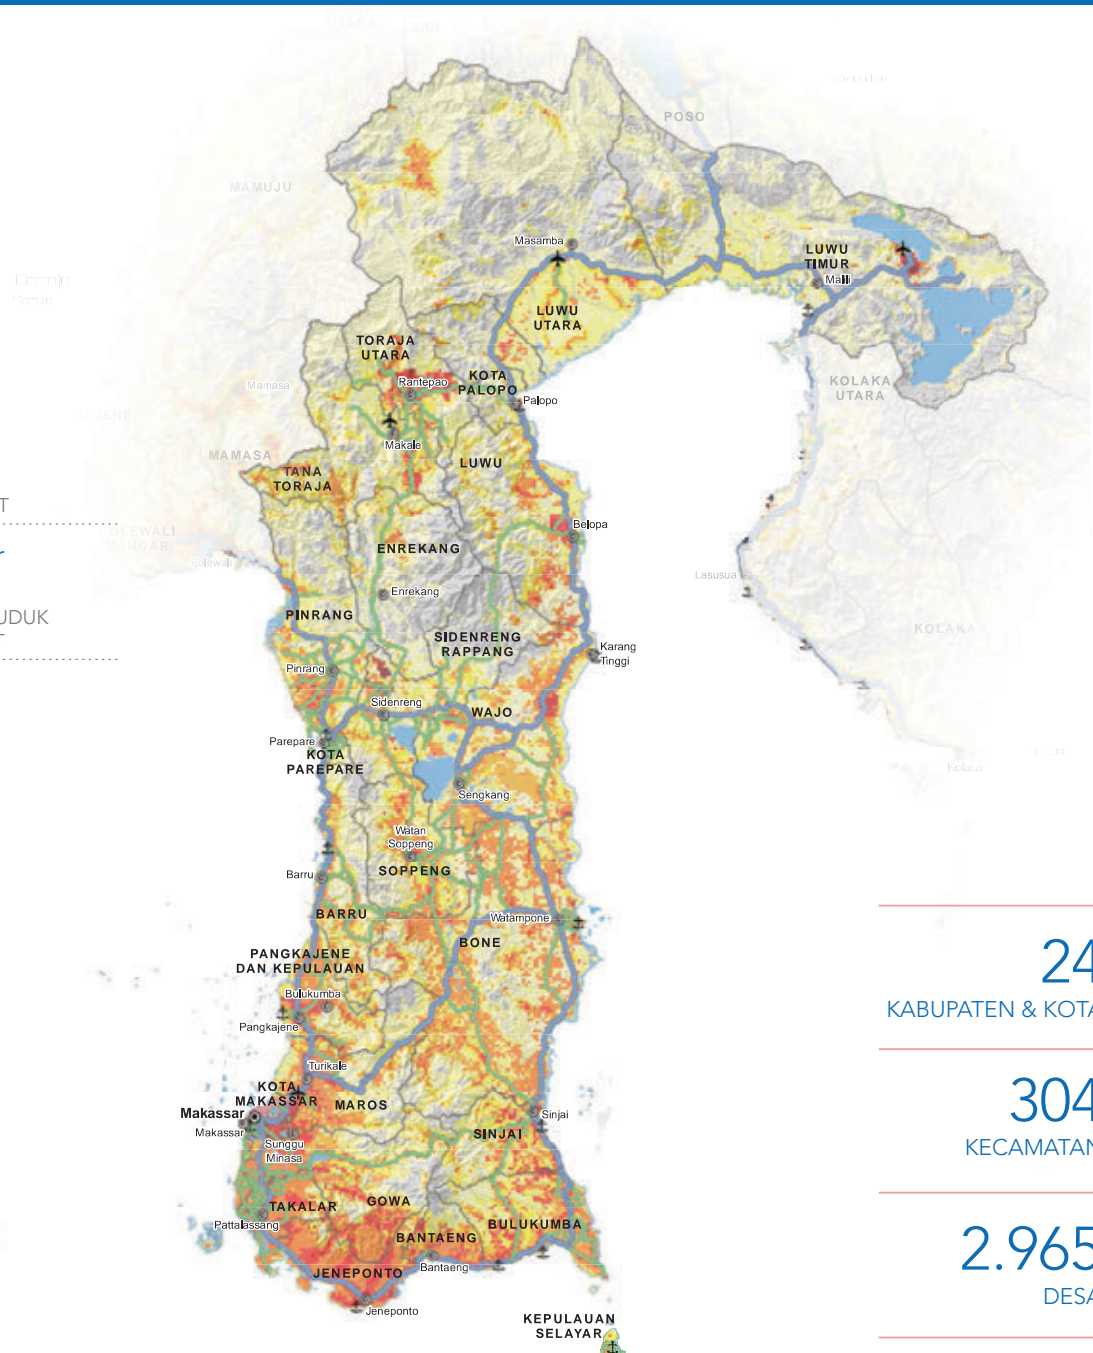 POSO
MAMUJU
Masamba
LUWU
TIMUR
Malili
LUWU
UTARA
TORAJA
UTARA
Rantepao
KOTA
PALOPO
Palopo
KOLAKA
UTARA
Mamasa
Makale
MAMASA
LUWU
TANA
TORAJA
T
Belopa
ENREKANG
Polewali
Lasusua
Enrekang
UDUK
T
PINRANG
KOLAKA
SIDENRENG
RAPPANG
Karang
Tinggi
Pinrang
Sidenreng
WAJO
Parepare
KOTA
PAREPARE
Kolaka
Sengkang
Watan
Soppeng
SOPPENG
Barru
BARRU
Watampone
BONE
PANGKAJENE
DAN KEPULAUAN
24
KABUPATEN & KOTA
Bulukumba
Pangkajene
Turikale
KOTA
MAKASSAR
MAROS
304
KECAMATAN
Makassar
Makassar
Sinjai
SINJAI
Sunggu
Minasa
TAKALAR
GOWA
Pattalassang
BULUKUMBA
BANTAENG
2.965
DESA
Bantaeng
JENEPONTO
Jeneponto
KEPULAUAN
SELAYAR